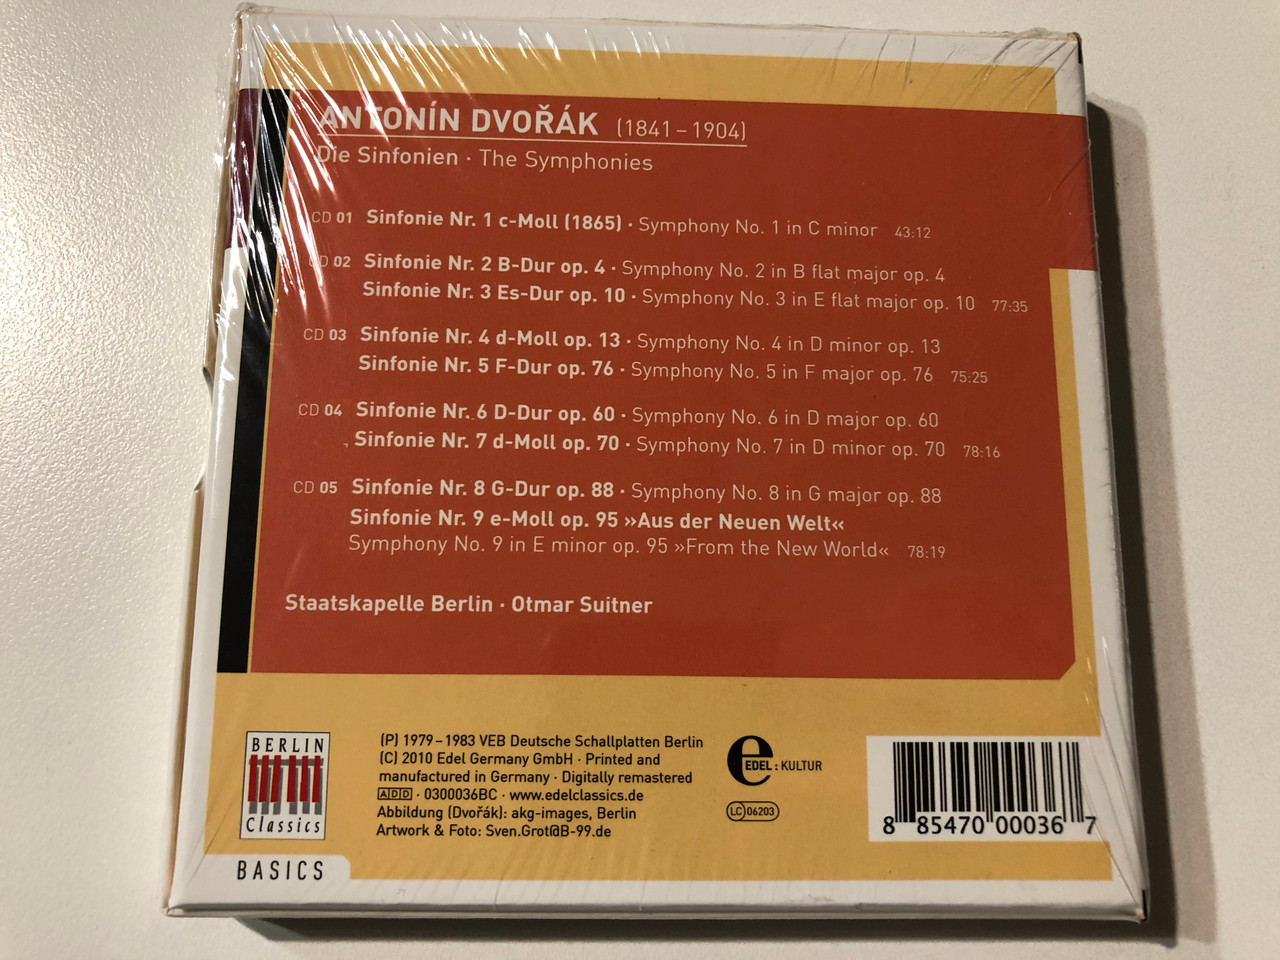 ANTONÍN DVOŘÁK (1841 – 1904)
Die Sinfonien · The Symphonies
CD 01 Sinfonie Nr. 1 c-Moll (1865) · Symphony No. 1 in C minor 43:12
CD 02 Sinfonie Nr. 2 B-Dur op. 4 · Symphony No. 2 in B flat major op. 4
Sinfonie Nr. 3 Es-Dur op. 10 · Symphony No. 3 in E flat major op. 10 77:35
CD 03 Sinfonie Nr. 4 d-Moll op. 13 · Symphony No. 4 in D minor op. 13
Sinfonie Nr. 5 F-Dur op. 76 · Symphony No. 5 in F major op. 76 75:25
CD 04 Sinfonie Nr. 6 D-Dur op. 60 · Symphony No. 6 in D major op. 60
Sinfonie Nr. 7 d-Moll op. 70 · Symphony No. 7 in D minor op. 70 78:16
CD 05 Sinfonie Nr. 8 G-Dur op. 88 · Symphony No. 8 in G major op. 88
Sinfonie Nr. 9 e-Moll op. 95 »Aus der Neuen Welt«
Symphony No. 9 in E minor op. 95 »From the New World« 78:19
Staatskapelle Berlin · Otmar Suitner
BERLIN
Classics
BASICS
(P) 1979 – 1983 VEB Deutsche Schallplatten Berlin
(C) 2010 Edel Germany GmbH · Printed and
manufactured in Germany · Digitally remastered
ADD · 0300036BC · www.edelclassics.de
Abbildung (Dvořák): akg-images, Berlin
Artwork & Foto: Sven.Grot@B-99.de
e
EDEL : KULTUR
LC 06203
8 85470 00036 7